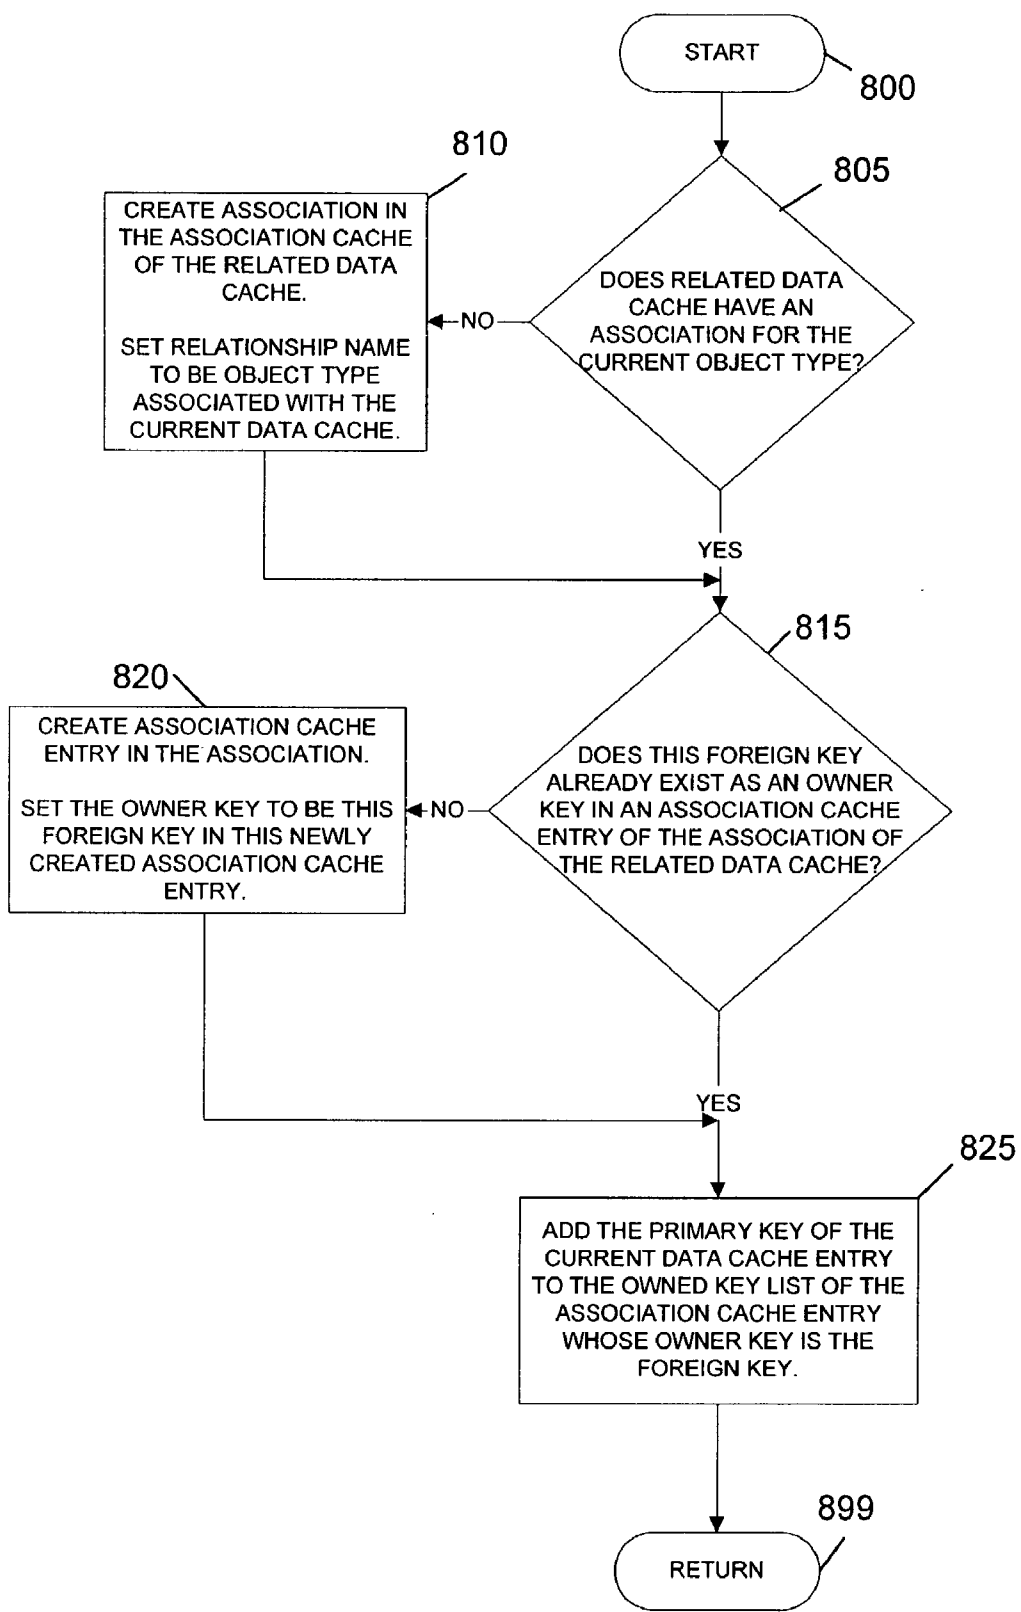 START
800
805
DOES RELATED DATA
CACHE HAVE AN
ASSOCIATION FOR THE
CURRENT OBJECT TYPE?
NO
810
CREATE ASSOCIATION IN
THE ASSOCIATION CACHE
OF THE RELATED DATA
CACHE.
SET RELATIONSHIP NAME
TO BE OBJECT TYPE
ASSOCIATED WITH THE
CURRENT DATA CACHE.
YES
815
DOES THIS FOREIGN KEY
ALREADY EXIST AS AN OWNER
KEY IN AN ASSOCIATION CACHE
ENTRY OF THE ASSOCIATION OF
THE RELATED DATA CACHE?
NO
820
CREATE ASSOCIATION CACHE
ENTRY IN THE ASSOCIATION.
SET THE OWNER KEY TO BE THIS
FOREIGN KEY IN THIS NEWLY
CREATED ASSOCIATION CACHE
ENTRY.
YES
825
ADD THE PRIMARY KEY OF THE
CURRENT DATA CACHE ENTRY
TO THE OWNED KEY LIST OF THE
ASSOCIATION CACHE ENTRY
WHOSE OWNER KEY IS THE
FOREIGN KEY.
899
RETURN